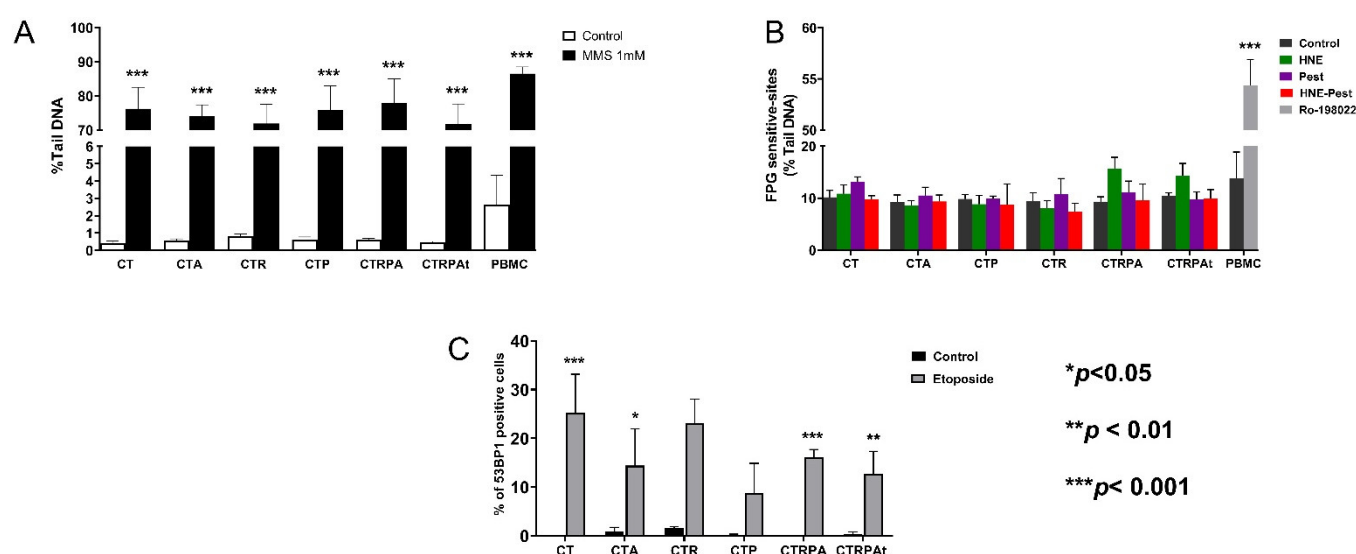 A
%Tail DNA
100
90
80
70
6
5
4
3
2
1
0
*** *** *** *** *** *** ***
CT CTA CTR CTP CTRPA CTRPAt PBMC
Control
MMS 1mM
B
FPG sensitive-sites
(% Tail DNA)
60
55
50
20
10
0
***
CT CTA CTP CTR CTRPA CTRPAt PBMC
Control
HNE
Pest
HNE-Pest
Ro-198022
C
% of 53BP1 positive cells
40
30
20
10
0
*** * *** **
CT CTA CTR CTP CTRPA CTRPAt
Control
Etoposide
*p<0.05
**p < 0.01
***p< 0.001